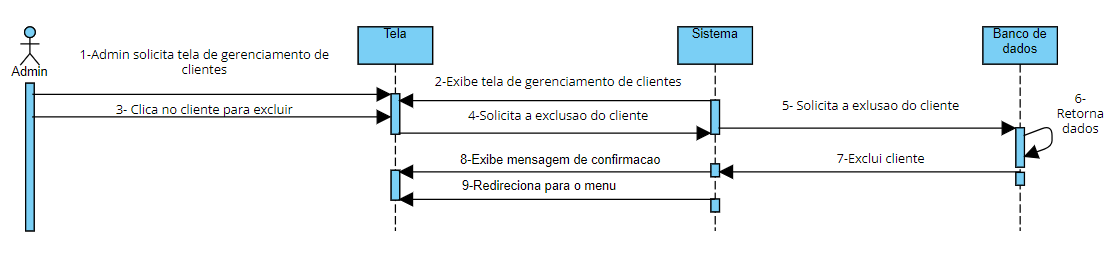 Admin
Tela
Sistema
Banco de
dados
1-Admin solicita tela de gerenciamento de
clientes
2-Exibe tela de gerenciamento de clientes
3- Clica no cliente para excluir
4-Solicita a exclusao do cliente
5- Solicita a exlusao do cliente
6-
Retorna
dados
7-Exclui cliente
8-Exibe mensagem de confirmacao
9-Redireciona para o menu